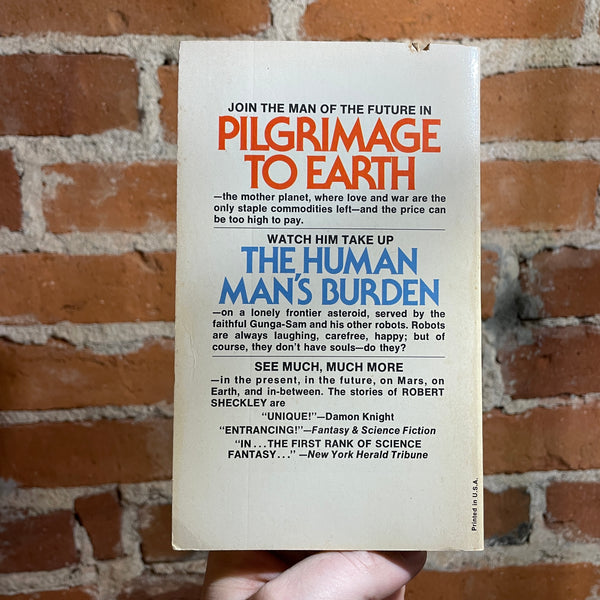 JOIN THE MAN OF THE FUTURE IN
PILGRIMAGE
TO EARTH
—the mother planet, where love and war are the
only staple commodities left—and the price can
be too high to pay.
WATCH HIM TAKE UP
THE HUMAN
MAN'S BURDEN
—on a lonely frontier asteroid, served by the
faithful Gunga-Sam and his other robots. Robots
are always laughing, carefree, happy; but of
course, they don't have souls—do they?
SEE MUCH, MUCH MORE
—in the present, in the future, on Mars, on
Earth, and in-between. The stories of ROBERT
SHECKLEY are
"UNIQUE!"—Damon Knight
"ENTRANCING!"—Fantasy & Science Fiction
"IN...THE FIRST RANK OF SCIENCE
FANTASY..." —New York Herald Tribune
Printed in U.S.A.